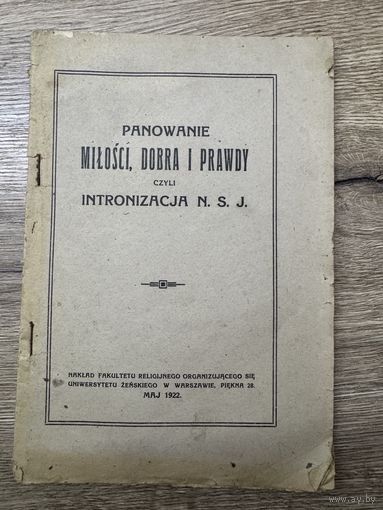 PANOWANIE
MIŁOŚCI, DOBRA I PRAWDY
CZYLI
INTRONIZACJA N. S. J.
NAKŁAD FAKULTETU RELIGIJNEGO ORGANIZUJĄCEGO SIĘ
UNIWERSYTETU ŻEŃSKIEGO W WARSZAWIE, PIĘKNA 28.
MAJ 1922.
www.ay.by